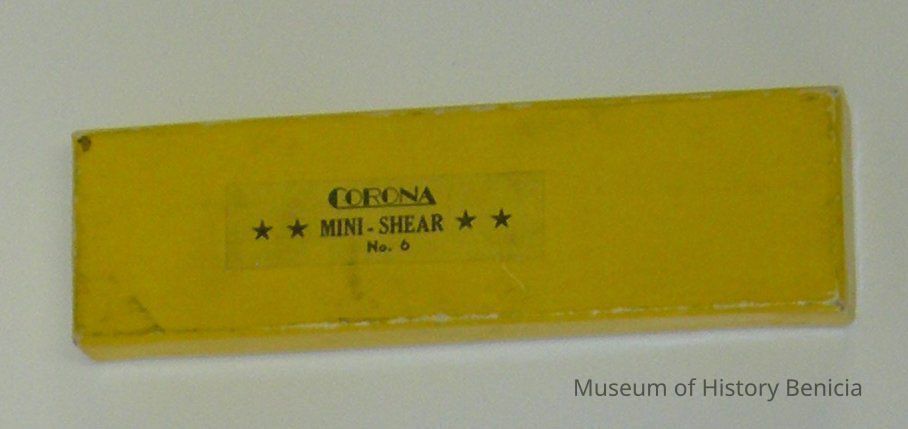 CORONA
★ ★ MINI-SHEAR ★ ★
No. 6
Museum of History Benicia